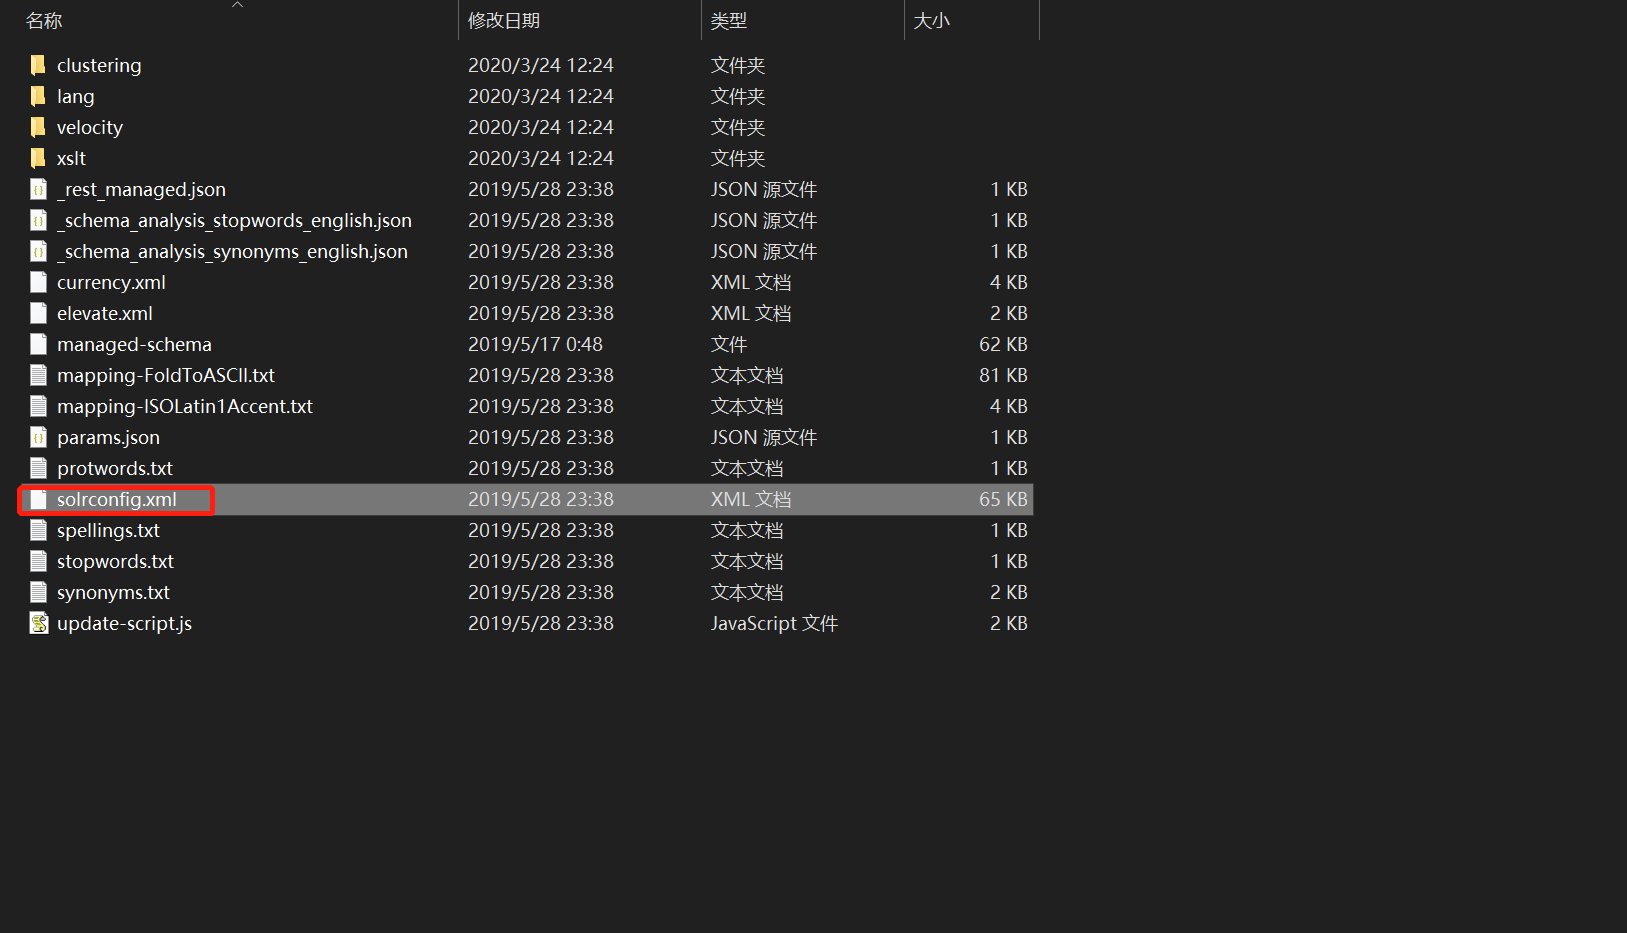 名称 修改日期 类型 大小
clustering 2020/3/24 12:24 文件夹
lang 2020/3/24 12:24 文件夹
velocity 2020/3/24 12:24 文件夹
xslt 2020/3/24 12:24 文件夹
_rest_managed.json 2019/5/28 23:38 JSON 源文件 1 KB
_schema_analysis_stopwords_english.json 2019/5/28 23:38 JSON 源文件 1 KB
_schema_analysis_synonyms_english.json 2019/5/28 23:38 JSON 源文件 1 KB
currency.xml 2019/5/28 23:38 XML 文档 4 KB
elevate.xml 2019/5/28 23:38 XML 文档 2 KB
managed-schema 2019/5/17 0:48 文件 62 KB
mapping-FoldToASCII.txt 2019/5/28 23:38 文本文档 81 KB
mapping-ISOLatin1Accent.txt 2019/5/28 23:38 文本文档 4 KB
params.json 2019/5/28 23:38 JSON 源文件 1 KB
protwords.txt 2019/5/28 23:38 文本文档 1 KB
solrconfig.xml 2019/5/28 23:38 XML 文档 65 KB
spellings.txt 2019/5/28 23:38 文本文档 1 KB
stopwords.txt 2019/5/28 23:38 文本文档 1 KB
synonyms.txt 2019/5/28 23:38 文本文档 2 KB
update-script.js 2019/5/28 23:38 JavaScript 文件 2 KB